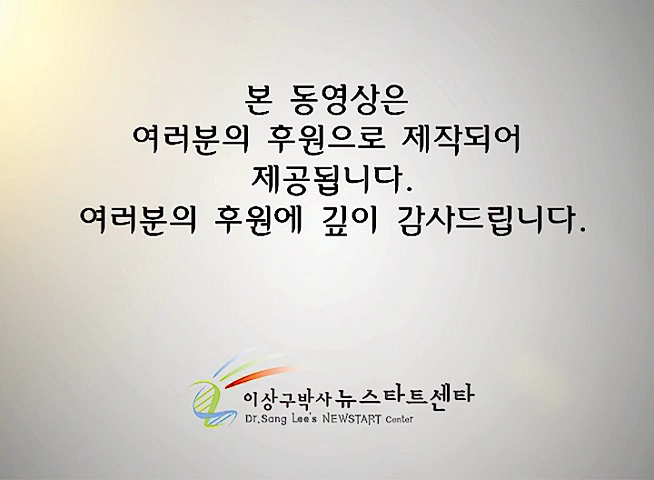 본 동영상은
여러분의 후원으로 제작되어
제공됩니다.
여러분의 후원에 깊이 감사드립니다.
이상구박사 뉴스타트센타
Dr.Sang Lee's NEWSTART Center